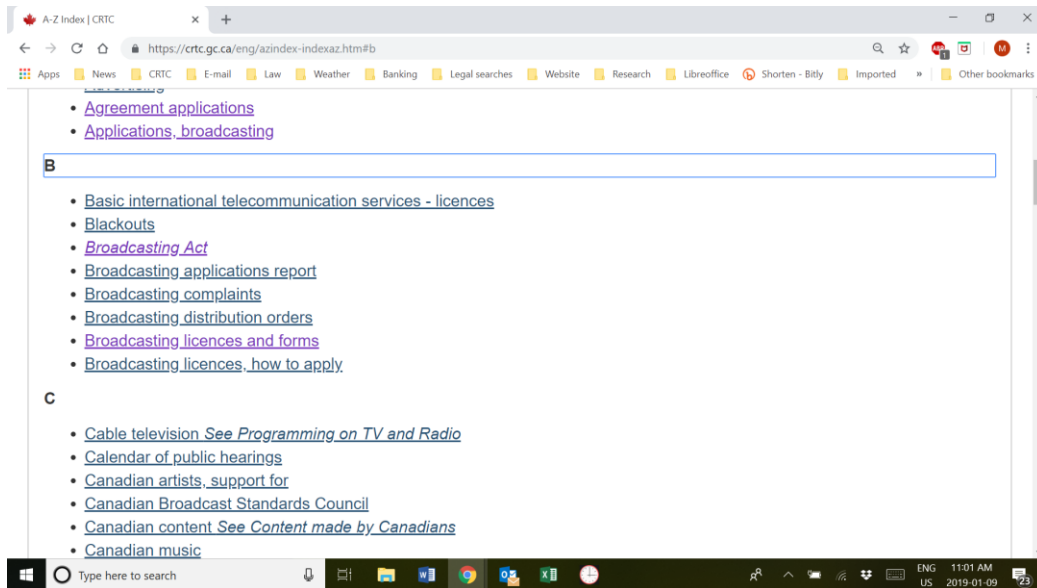 A-Z Index | CRTC
https://crtc.gc.ca/eng/azindex-indexaz.htm#b
ABP
1
M
Apps News CRTC E-mail Law Weather Banking Legal searches Website Research Libreoffice Shorten - Bitly Imported » Other bookmarks
Advertising
• Agreement applications
• Applications, broadcasting
B
• Basic international telecommunication services - licences
• Blackouts
• Broadcasting Act
• Broadcasting applications report
• Broadcasting complaints
• Broadcasting distribution orders
• Broadcasting licences and forms
• Broadcasting licences, how to apply
C
• Cable television See Programming on TV and Radio
• Calendar of public hearings
• Canadian artists, support for
• Canadian Broadcast Standards Council
• Canadian content See Content made by Canadians
• Canadian music
Type here to search
ENG 11:01 AM
US 2019-01-09
23